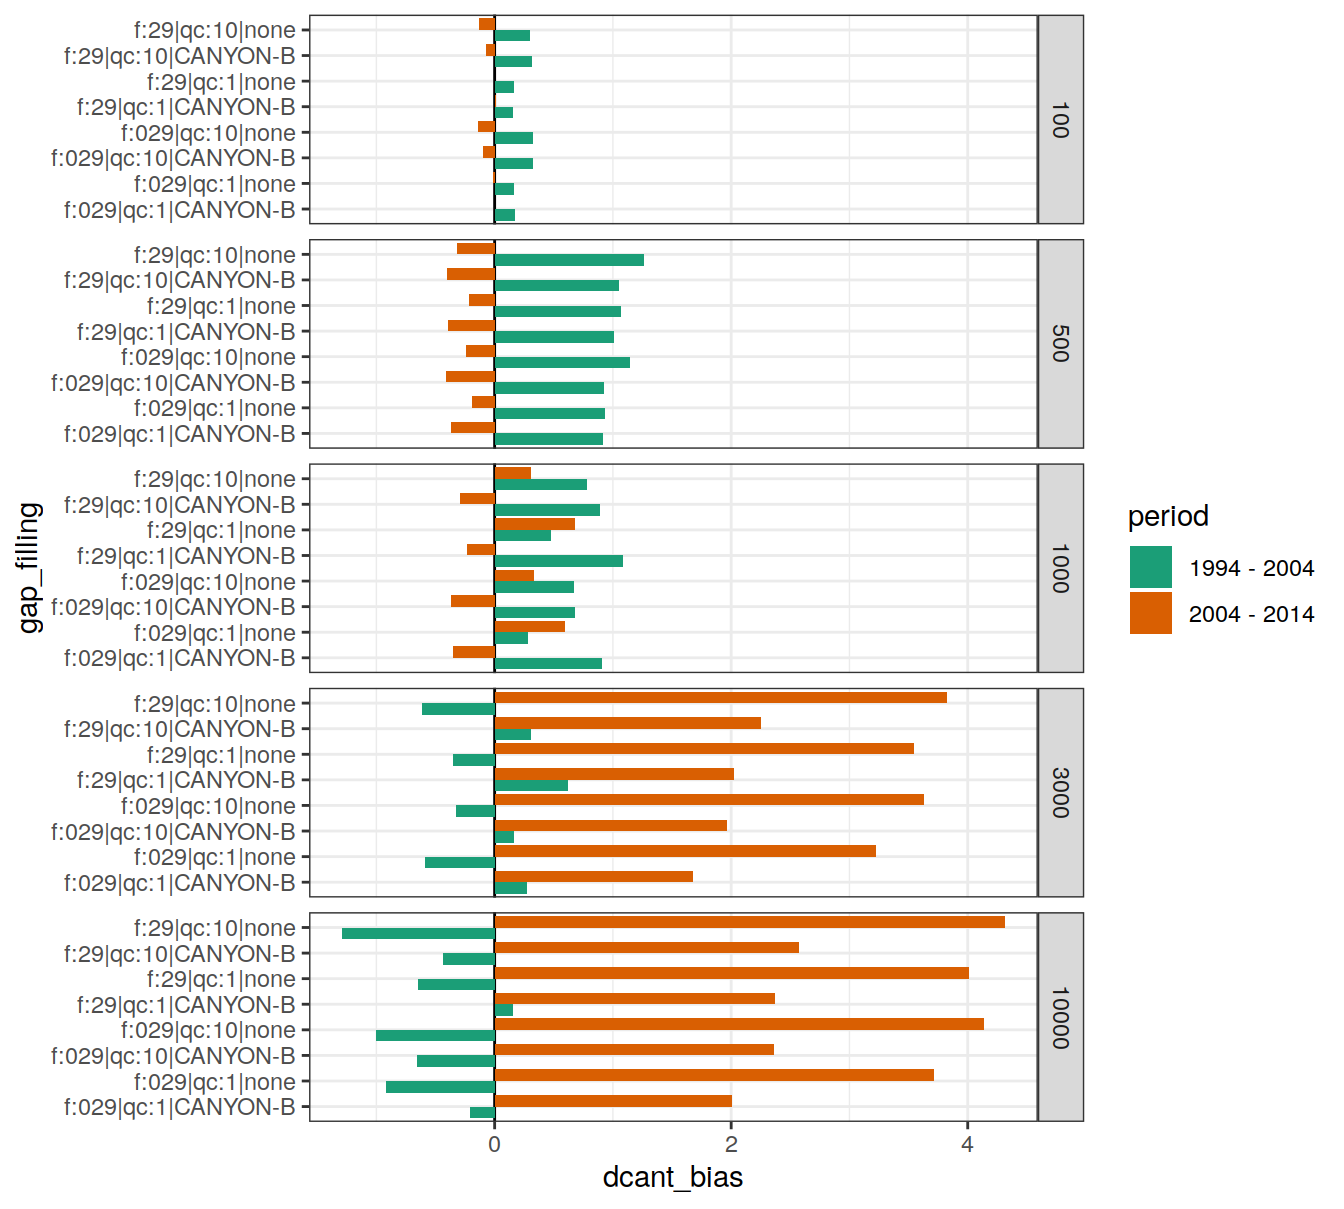 f:29|qc:10|none
f:29|qc:10|CANYON-B
f:29|qc:1|none
f:29|qc:1|CANYON-B
f:029|qc:10|none
f:029|qc:10|CANYON-B
f:029|qc:1|none
f:029|qc:1|CANYON-B
100
f:29|qc:10|none
f:29|qc:10|CANYON-B
f:29|qc:1|none
f:29|qc:1|CANYON-B
f:029|qc:10|none
f:029|qc:10|CANYON-B
f:029|qc:1|none
f:029|qc:1|CANYON-B
500
f:29|qc:10|none
f:29|qc:10|CANYON-B
f:29|qc:1|none
f:29|qc:1|CANYON-B
f:029|qc:10|none
f:029|qc:10|CANYON-B
f:029|qc:1|none
f:029|qc:1|CANYON-B
1000
f:29|qc:10|none
f:29|qc:10|CANYON-B
f:29|qc:1|none
f:29|qc:1|CANYON-B
f:029|qc:10|none
f:029|qc:10|CANYON-B
f:029|qc:1|none
f:029|qc:1|CANYON-B
3000
f:29|qc:10|none
f:29|qc:10|CANYON-B
f:29|qc:1|none
f:29|qc:1|CANYON-B
f:029|qc:10|none
f:029|qc:10|CANYON-B
f:029|qc:1|none
f:029|qc:1|CANYON-B
10000
gap_filling
0 2 4
dcant_bias
period
1994 - 2004
2004 - 2014